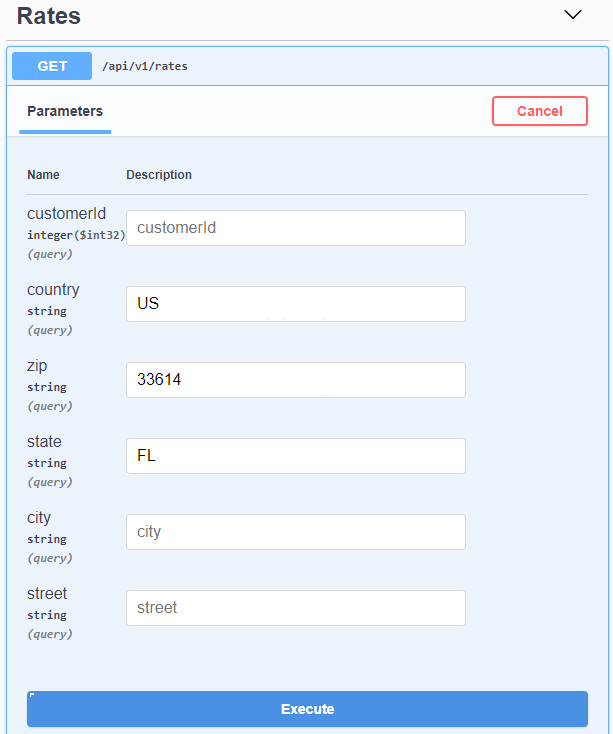 Rates
GET /api/v1/rates
Parameters
Cancel
Name Description
customerId
integer($int32)
(query)
customerId
country
string
(query)
US
zip
string
(query)
33614
state
string
(query)
FL
city
string
(query)
city
street
string
(query)
street
Execute